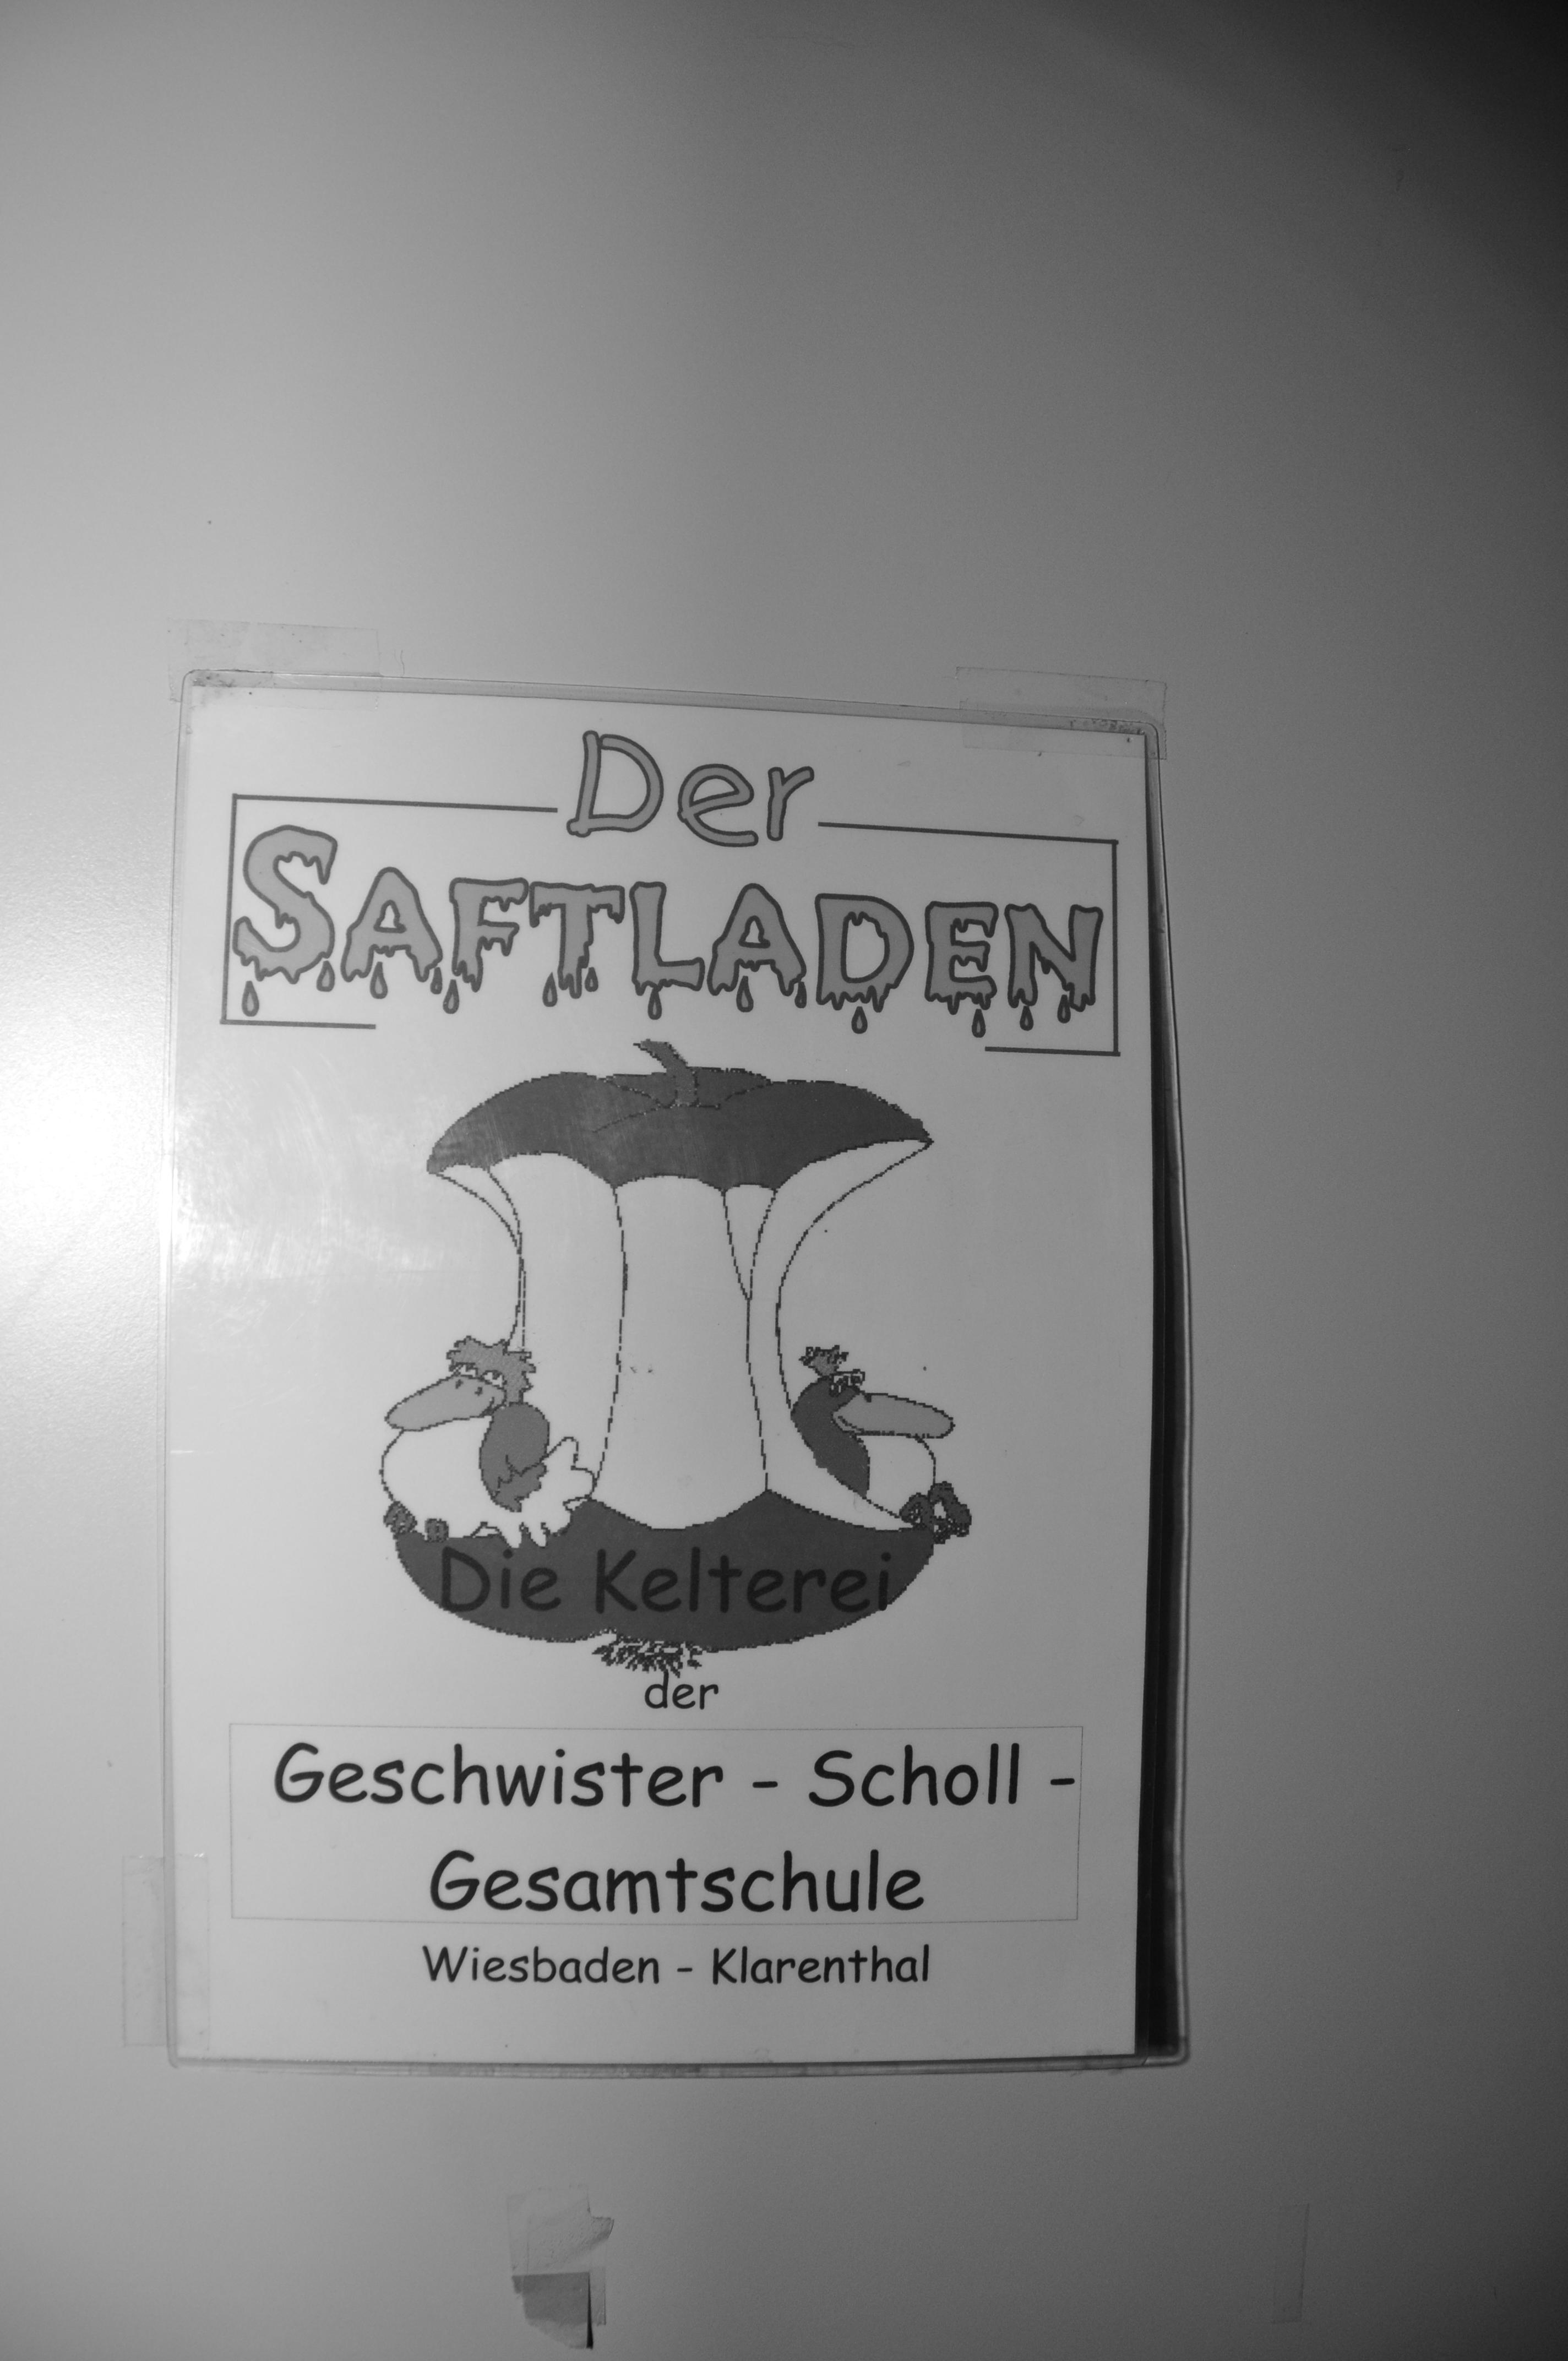 Der
SAFTLADEN
Die Kelterei
der
Geschwister - Scholl -
Gesamtschule
Wiesbaden - Klarenthal